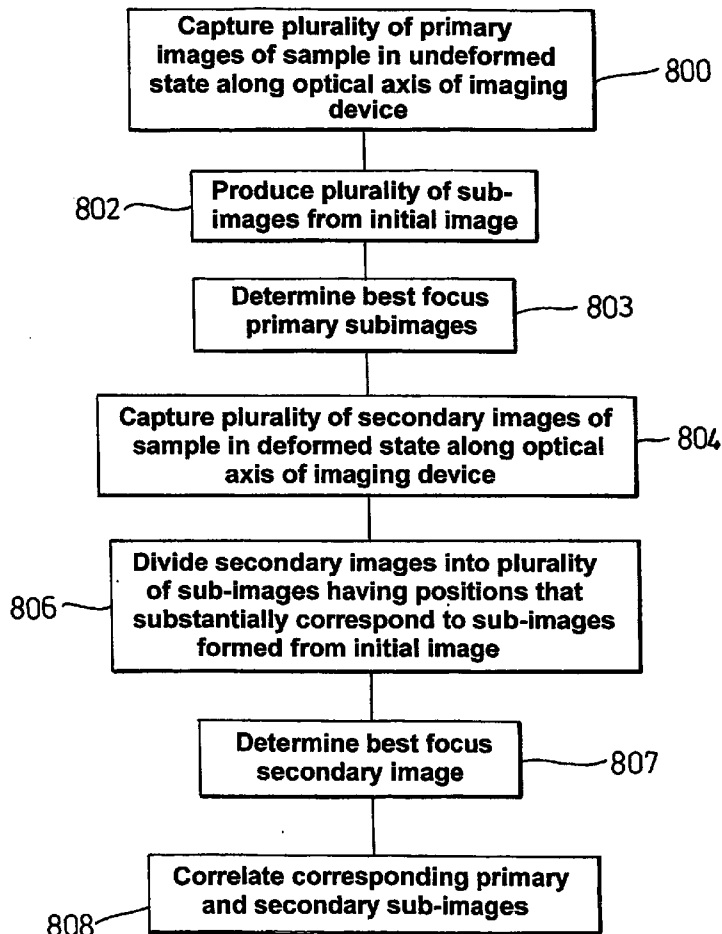 Capture plurality of primary
images of sample in undeformed
state along optical axis of imaging
device
800
Produce plurality of sub-
images from initial image
802
Determine best focus
primary subimages
803
Capture plurality of secondary images of
sample in deformed state along optical
axis of imaging device
804
Divide secondary images into plurality
of sub-images having positions that
substantially correspond to sub-images
formed from initial image
806
Determine best focus
secondary image
807
Correlate corresponding primary
and secondary sub-images
808